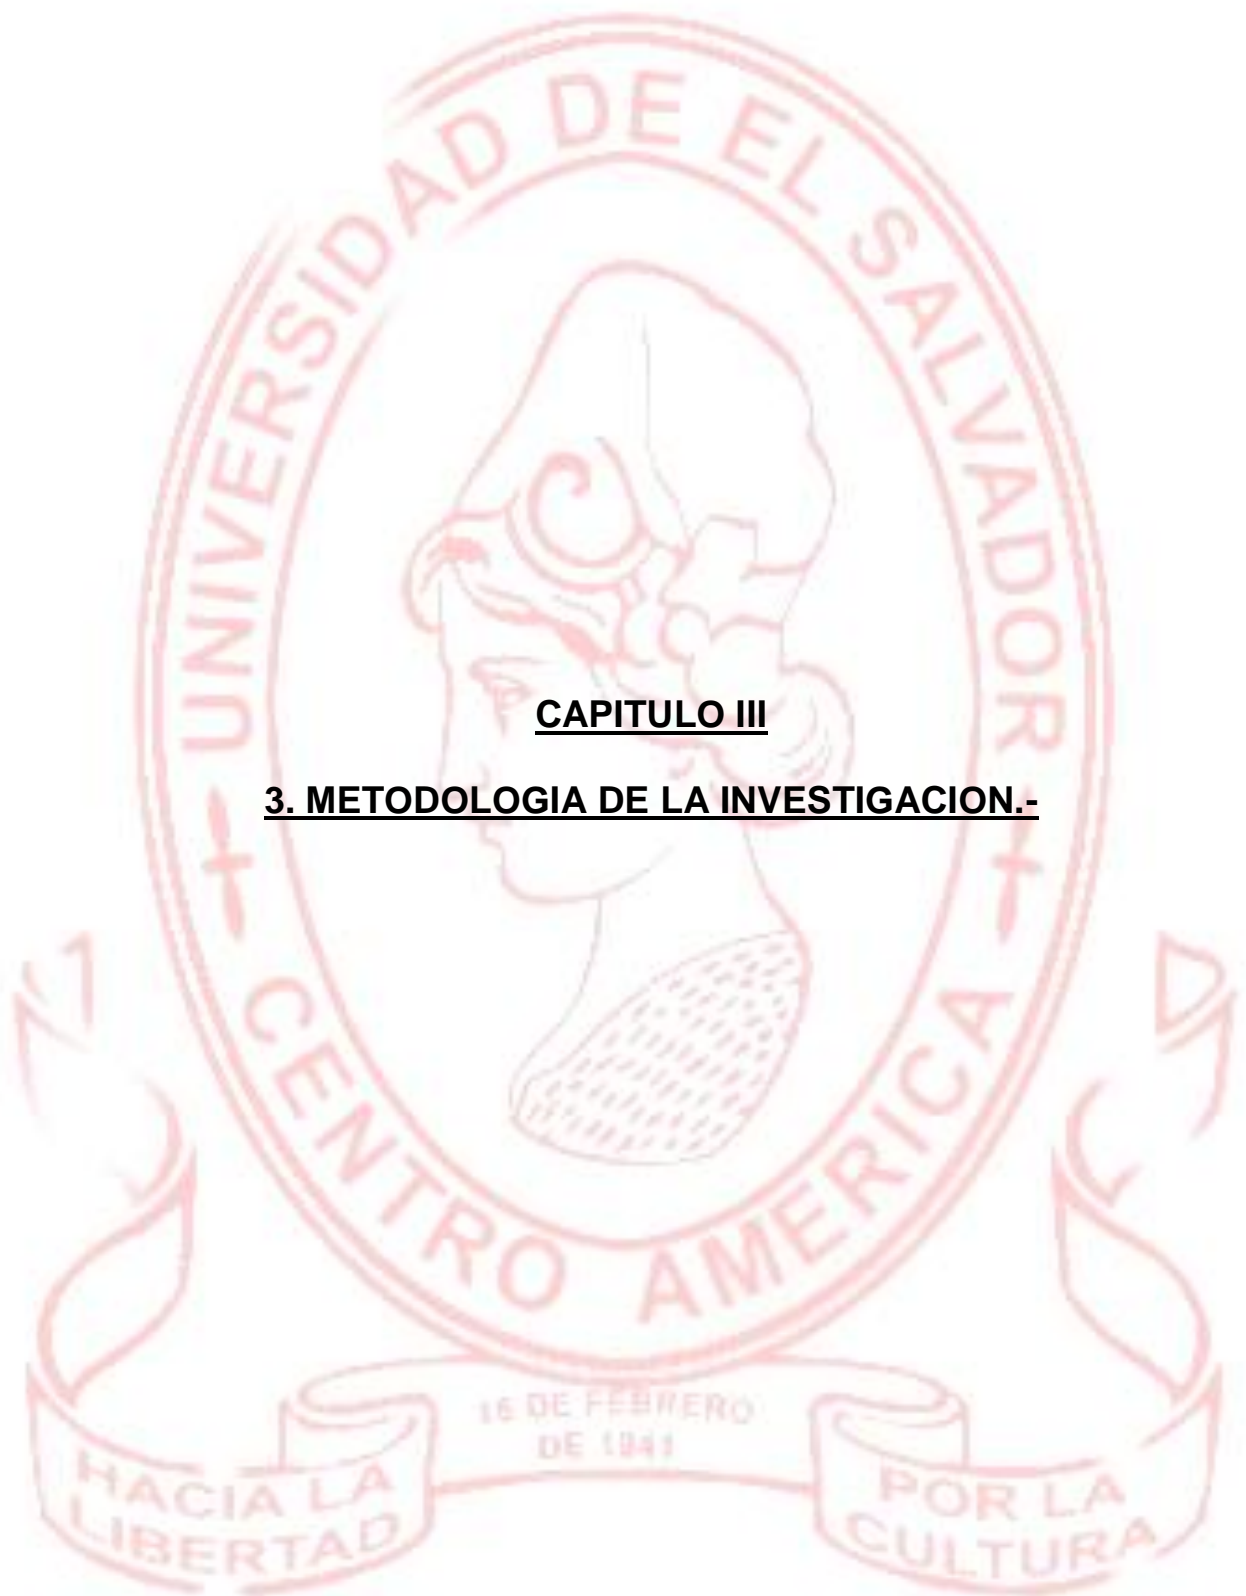 UNIVERSIDAD DE EL SALVADOR
CAPITULO III
3. METODOLOGIA DE LA INVESTIGACION.-
CENTRO AMERICA
16 DE FEBRERO
DE 1841
HACIA LA
LIBERTAD
POR LA
CULTURA